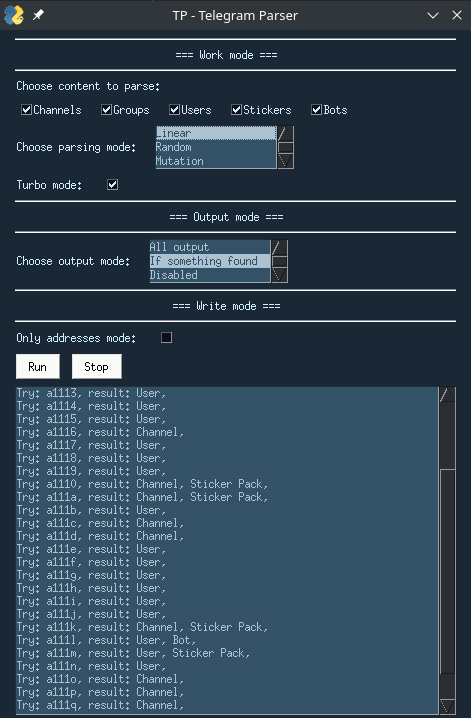 TP - Telegram Parser
=== Work mode ===
Choose content to parse:
Channels Groups Users Stickers Bots
Choose parsing mode:
Linear
Random
Mutation
Turbo mode:
=== Output mode ===
Choose output mode:
All output
If something found
Disabled
=== Write mode ===
Only addresses mode:
Run Stop
Try: a1113, result: User,
Try: a1114, result: User,
Try: a1115, result: User,
Try: a1116, result: Channel,
Try: a1117, result: User,
Try: a1118, result: User,
Try: a1119, result: User,
Try: a1110, result: Channel, Sticker Pack,
Try: a111a, result: Channel, Sticker Pack,
Try: a111b, result: User,
Try: a111c, result: Channel,
Try: a111d, result: Channel,
Try: a111e, result: User,
Try: a111f, result: User,
Try: a111g, result: User,
Try: a111h, result: User,
Try: a111i, result: User,
Try: a111j, result: User,
Try: a111k, result: Channel, Sticker Pack,
Try: a111l, result: User, Bot,
Try: a111m, result: User, Sticker Pack,
Try: a111n, result: User,
Try: a111o, result: Channel,
Try: a111p, result: Channel,
Try: a111q, result: Channel,